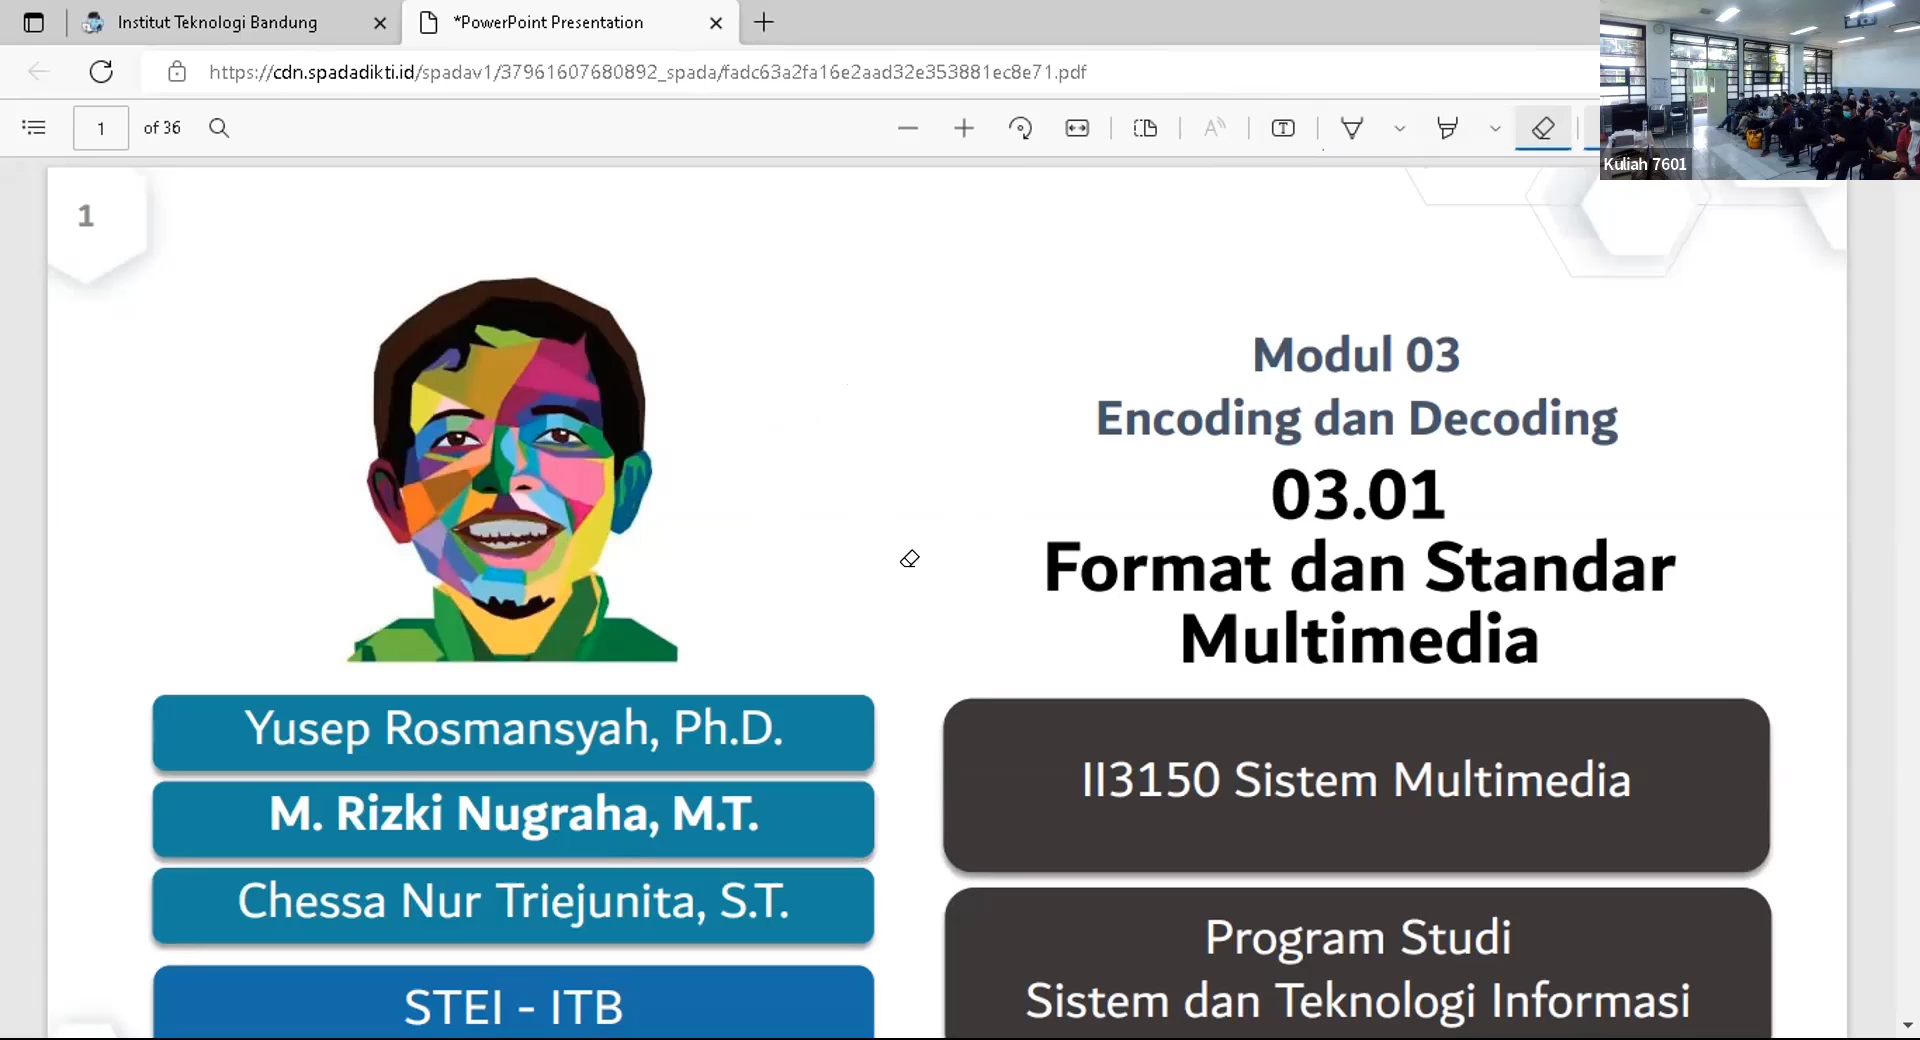 Institut Teknologi Bandung
*PowerPoint Presentation
https://cdn.spadadikti.id/spadav1/37961607680892_spada/fadc63a2fa16e2aad32e353881ec8e71.pdf
1 of 36
Kuliah 7601
1
Modul 03
Encoding dan Decoding
03.01
Format dan Standar
Multimedia
Yusep Rosmansyah, Ph.D.
M. Rizki Nugraha, M.T.
Chessa Nur Triejunita, S.T.
STEI - ITB
II3150 Sistem Multimedia
Program Studi
Sistem dan Teknologi Informasi